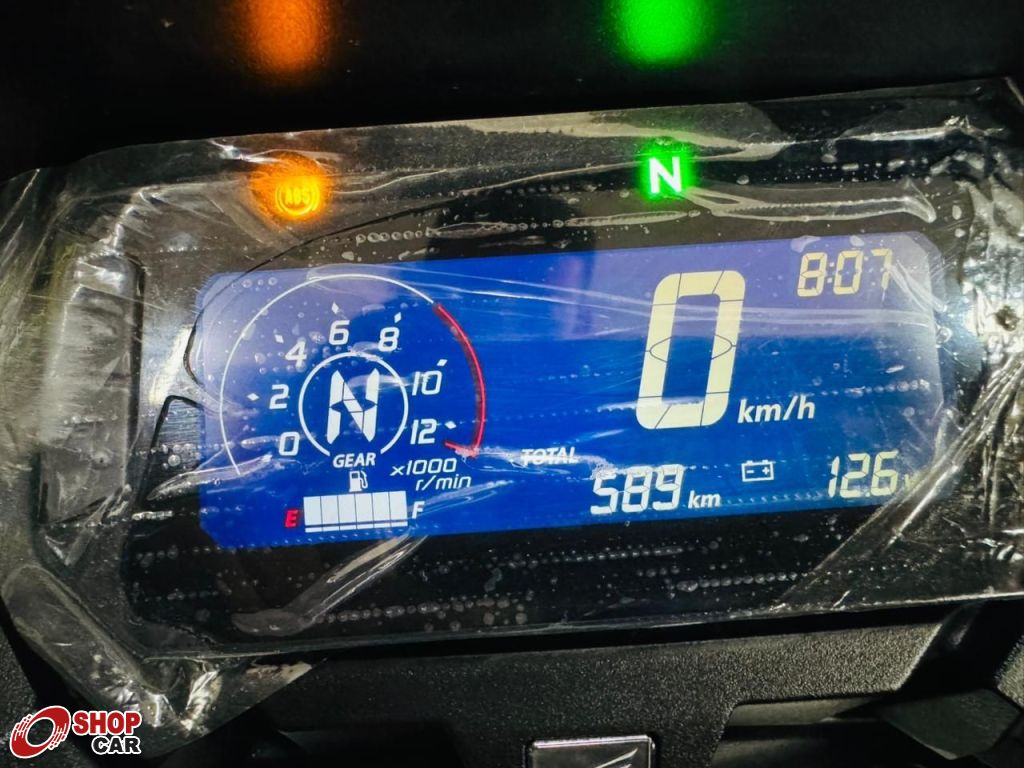 ABS
N
8:07
0
km/h
0
2
4
6
8
10
12
N
GEAR
x1000
r/min
E
F
TOTAL
589 km
12.6 V
SHOP
CAR